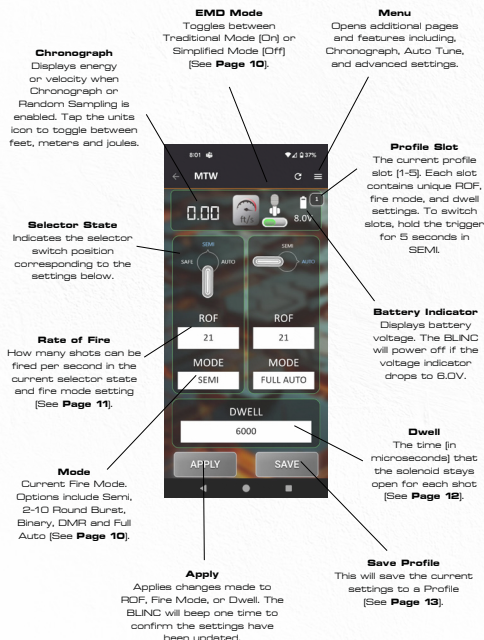 EMD Mode
Toggles between
Traditional Mode (On) or
Simplified Mode (Off)
(See Page 10).
Menu
Opens additional pages
and features including,
Chronograph, Auto Tune,
and advanced settings.
Chronograph
Displays energy
or velocity when
Chronograph or
Random Sampling is
enabled. Tap the units
icon to toggle between
feet, meters and joules.
Selector State
Indicates the selector
switch position
corresponding to the
settings below.
Rate of Fire
How many shots can be
fired per second in the
current selector state
and fire mode setting
(See Page 11).
Mode
Current Fire Mode.
Options include Semi,
2-10 Round Burst,
Binary, DMR and Full
Auto (See Page 10).
8:01
37%
MTW
0.00
ft/s
1
8.0V
SEMI
SAFE
AUTO
SEMI
AUTO
ROF
ROF
21
21
MODE
MODE
SEMI
FULL AUTO
DWELL
6000
APPLY
SAVE
Profile Slot
The current profile
slot (1-5). Each slot
contains unique ROF,
fire mode, and dwell
settings. To switch
slots, hold the trigger
for 5 seconds in
SEMI.
Battery Indicator
Displays battery
voltage. The BLINC
will power off if the
voltage indicator
drops to 6.0V.
Dwell
The time (in
microseconds) that
the solenoid stays
open for each shot
(See Page 12).
Save Profile
This will save the current
settings to a Profile
(See Page 13).
Apply
Applies changes made to
ROF, Fire Mode, or Dwell. The
BLINC will beep one time to
confirm the settings have
been updated.